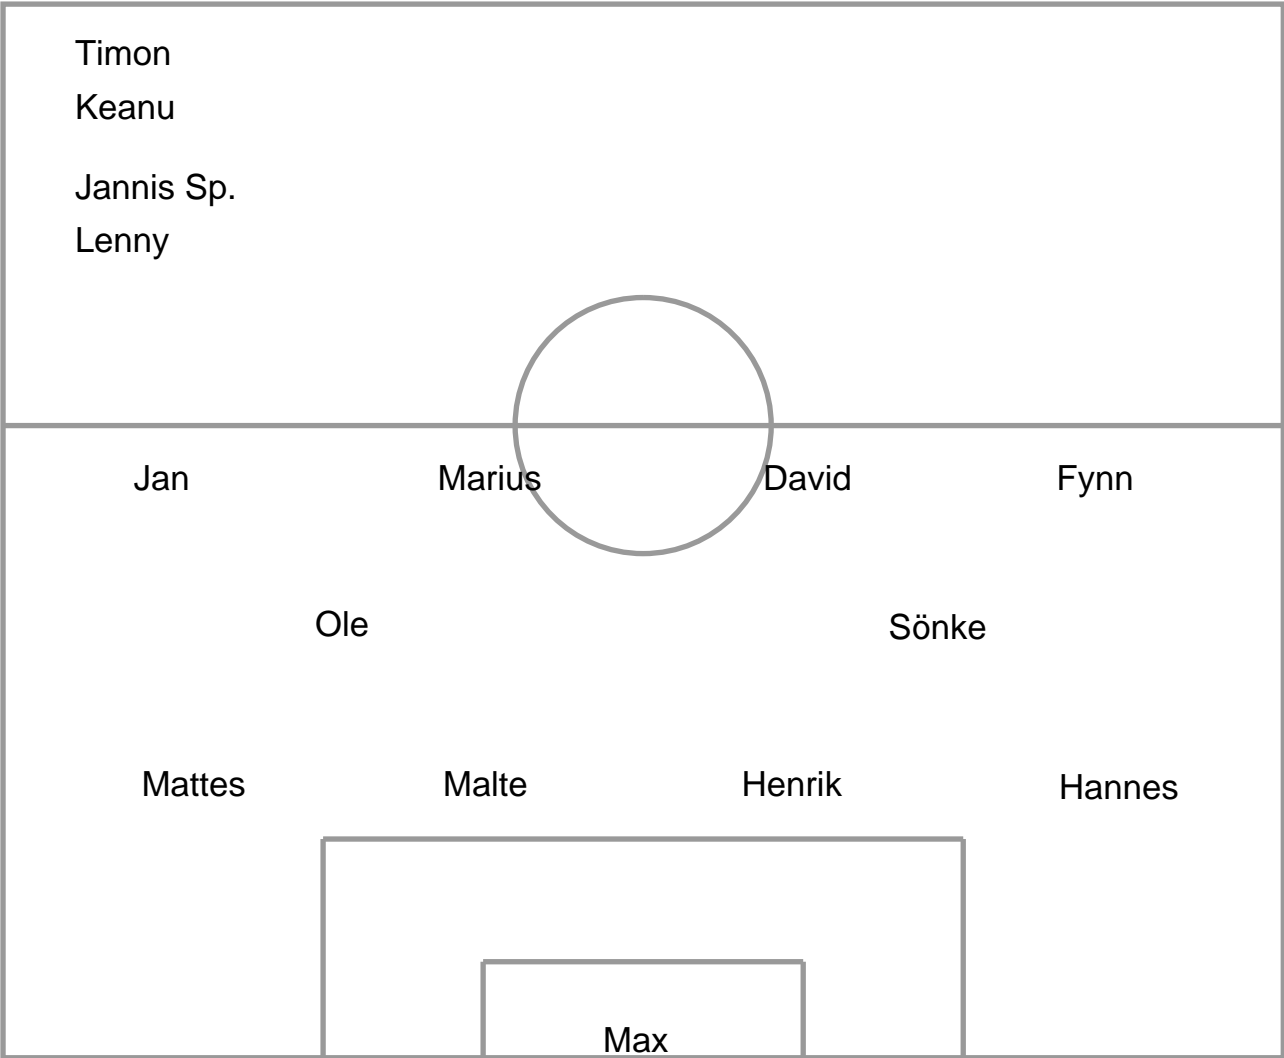 Timon
Keanu
Jannis Sp.
Lenny
Jan Marius David Fynn
Ole Sönke
Mattes Malte Henrik Hannes
Max